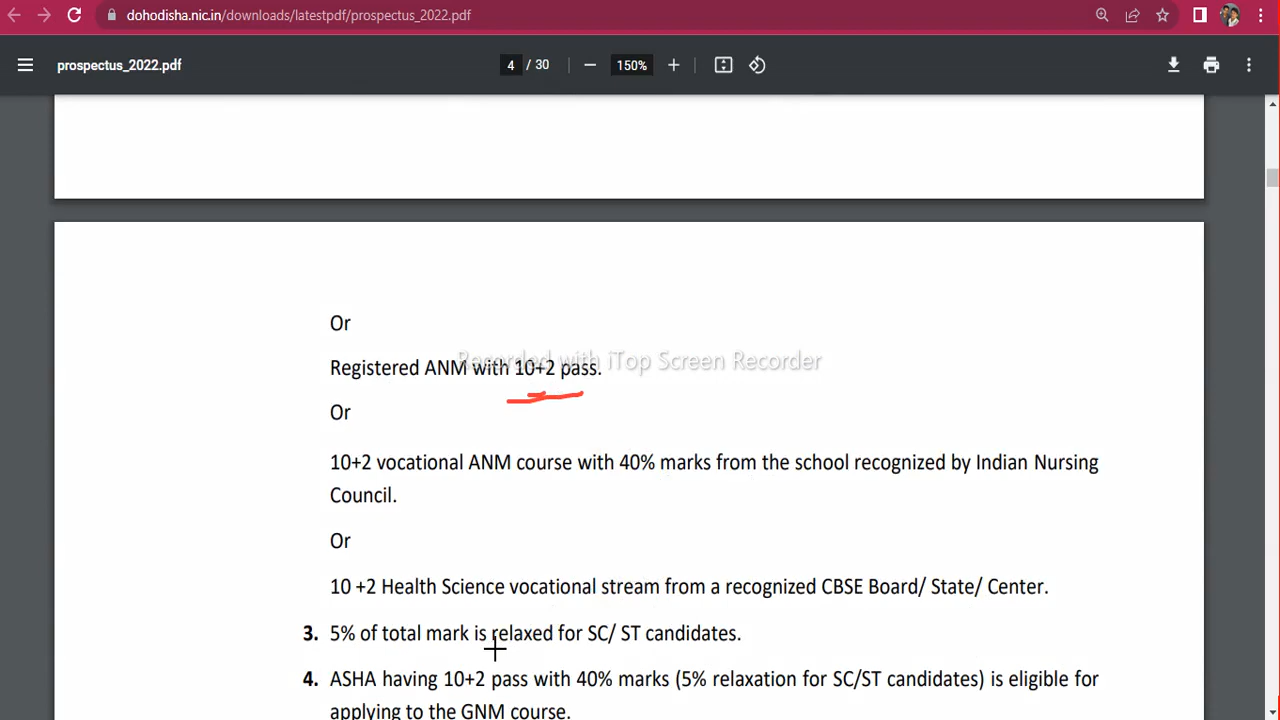 dohodisha.nic.in/downloads/latestpdf/prospectus_2022.pdf
prospectus_2022.pdf
4 / 30
150%
Or
Recorded with iTop Screen Recorder
Registered ANM with 10+2 pass.
Or
10+2 vocational ANM course with 40% marks from the school recognized by Indian Nursing
Council.
Or
10 +2 Health Science vocational stream from a recognized CBSE Board/ State/ Center.
3. 5% of total mark is relaxed for SC/ ST candidates.
4. ASHA having 10+2 pass with 40% marks (5% relaxation for SC/ST candidates) is eligible for
applying to the GNM course.